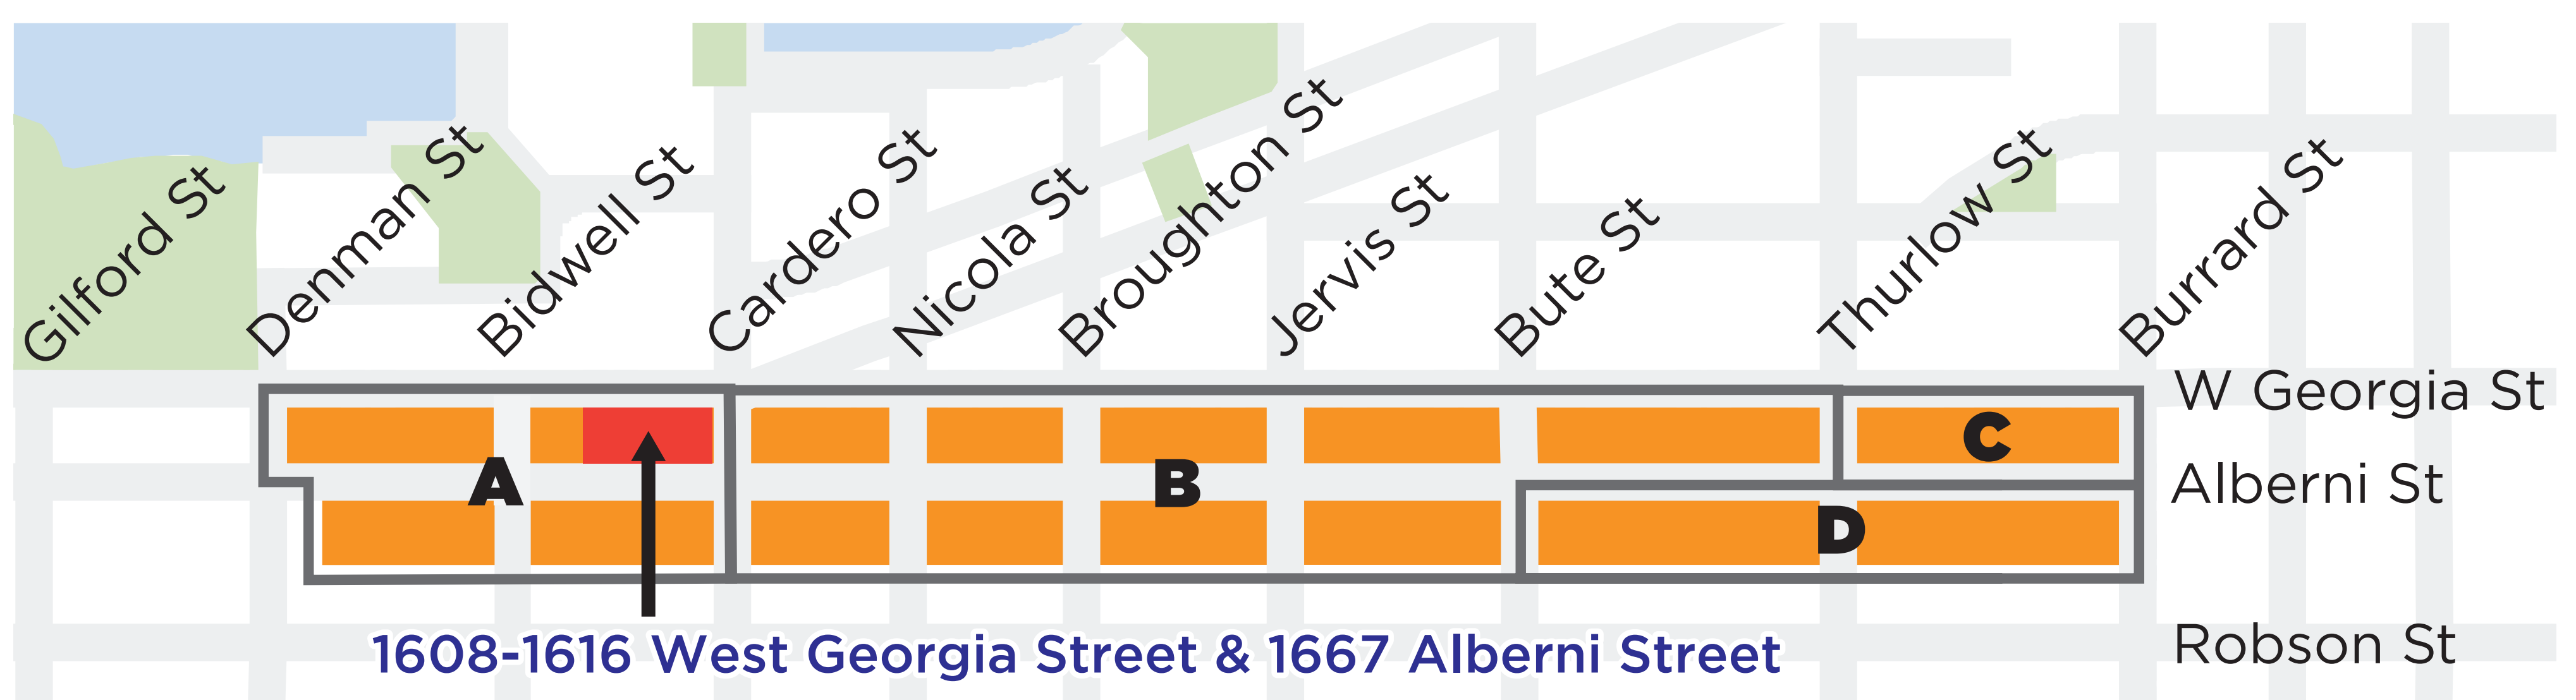 Gilford St
Denman St
Bidwell St
Cardero St
Nicola St
Broughton St
Jervis St
Bute St
Thurlow St
Burrard St
W Georgia St
C
A
B
Alberni St
D
1608-1616 West Georgia Street & 1667 Alberni Street
Robson St